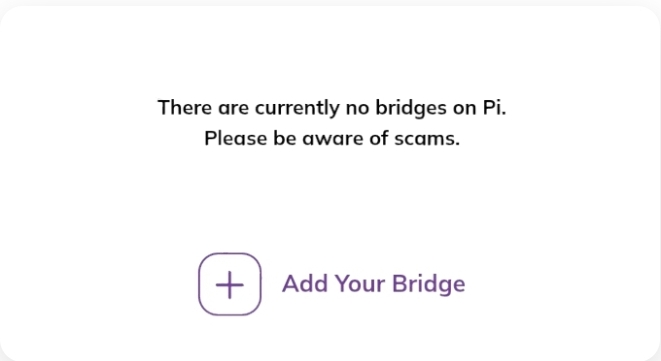 There are currently no bridges on Pi.
Please be aware of scams.
Add Your Bridge